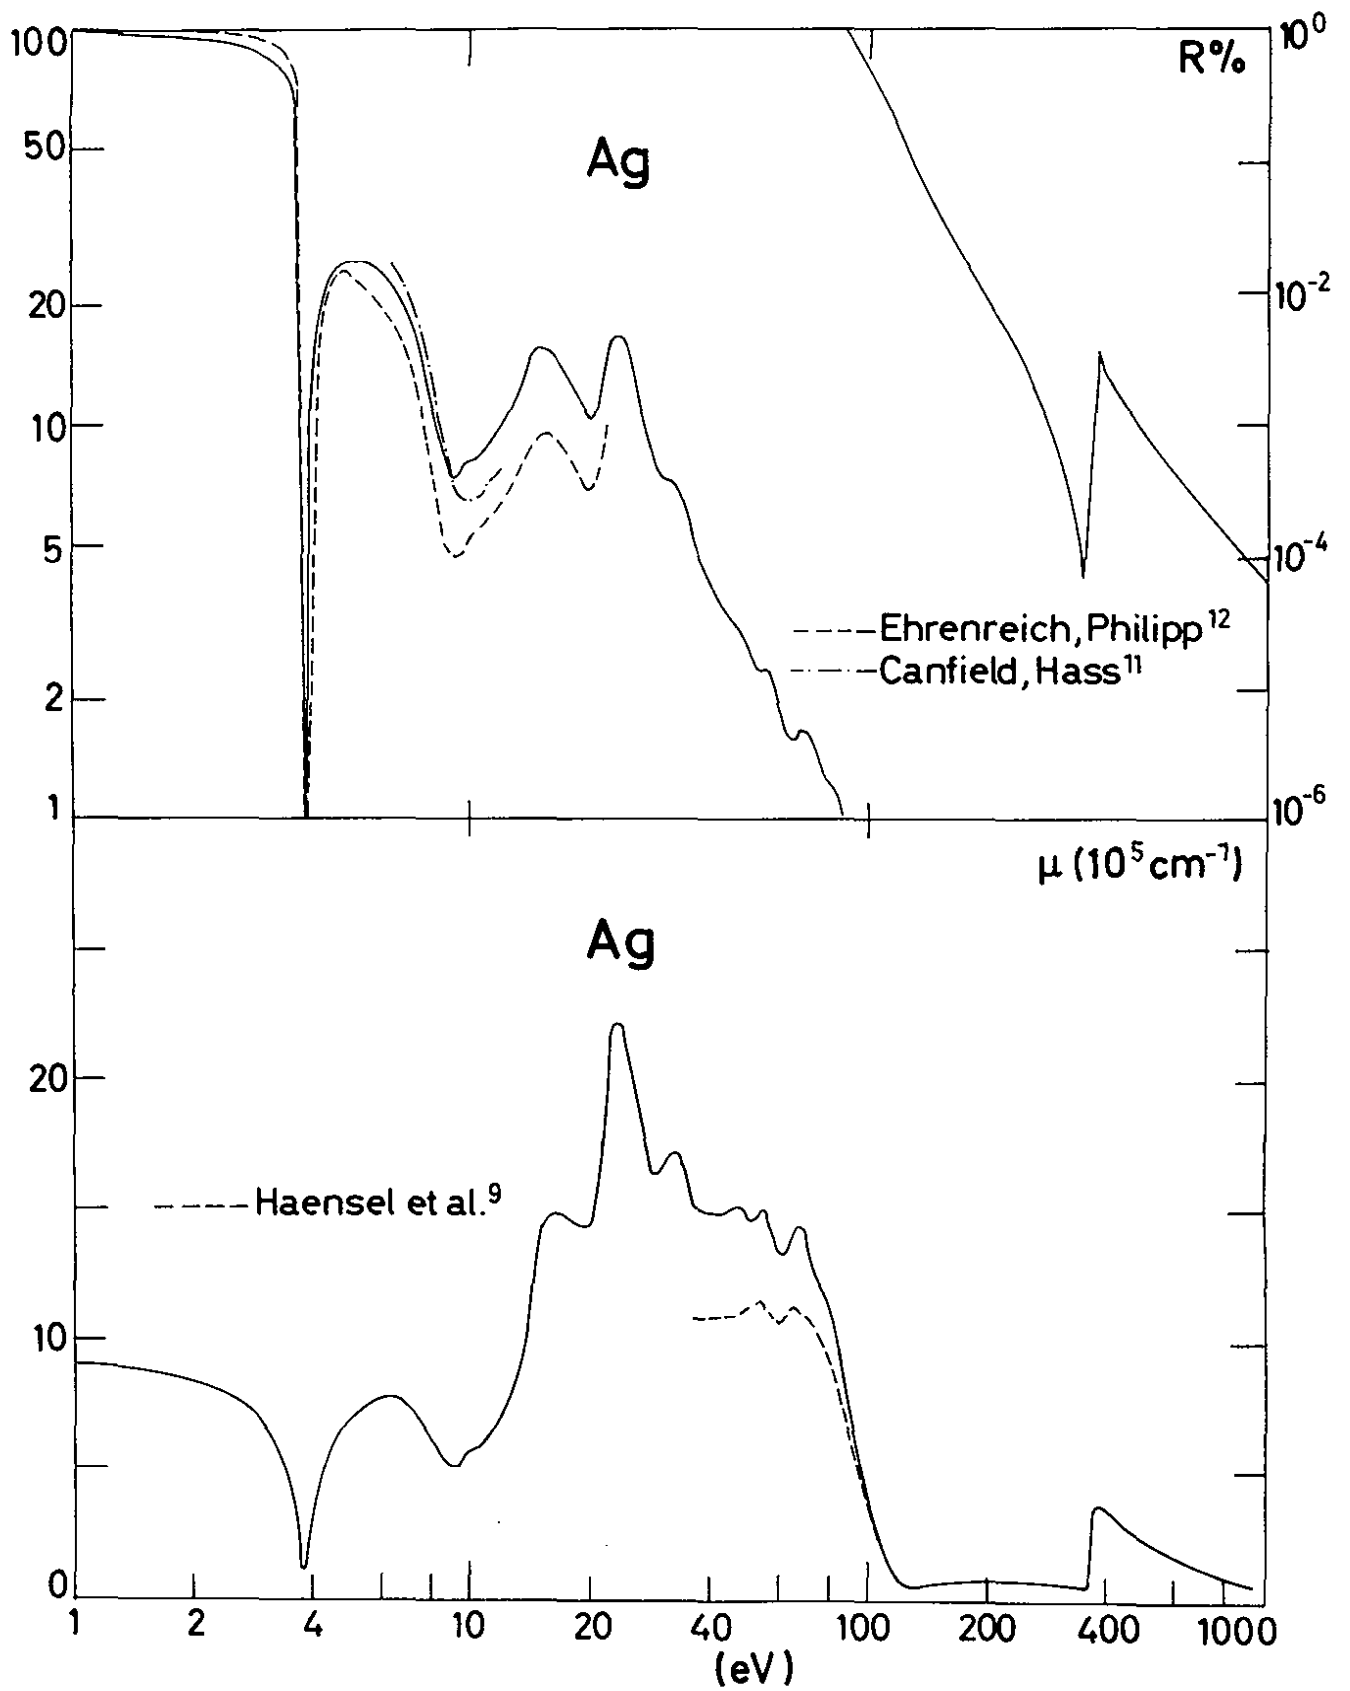 100
50
20
10
5
2
1
R%
10⁰
10⁻²
10⁻⁴
10⁻⁶
Ag
-----Ehrenreich, Philipp¹²
-·-·-Canfield, Hass¹¹
μ (10⁵ cm⁻¹)
Ag
20
10
0
-----Haensel et al.⁹
1 2 4 10 20 40 100 200 400 1000
(eV)